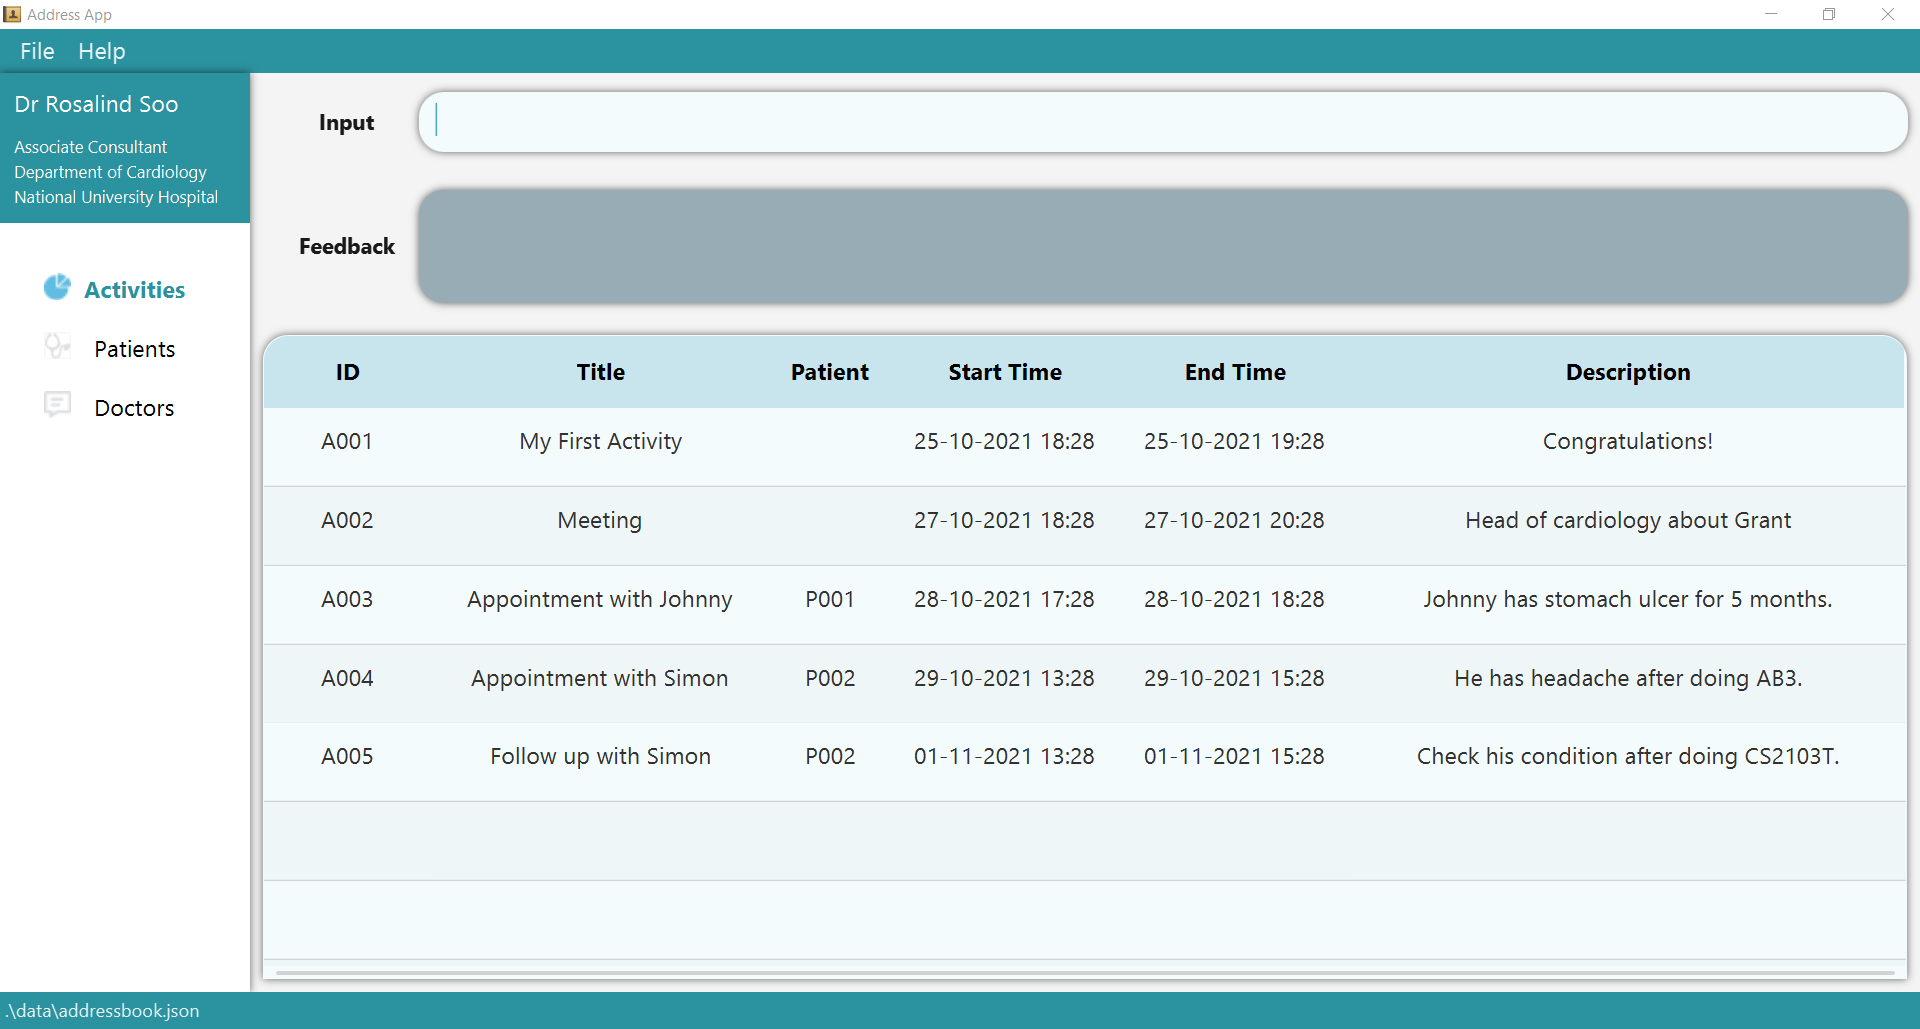 Address App
File Help
Dr Rosalind Soo
Associate Consultant
Department of Cardiology
National University Hospital
Activities
Patients
Doctors
Input
Feedback
ID Title Patient Start Time End Time Description
A001 My First Activity 25-10-2021 18:28 25-10-2021 19:28 Congratulations!
A002 Meeting 27-10-2021 18:28 27-10-2021 20:28 Head of cardiology about Grant
A003 Appointment with Johnny P001 28-10-2021 17:28 28-10-2021 18:28 Johnny has stomach ulcer for 5 months.
A004 Appointment with Simon P002 29-10-2021 13:28 29-10-2021 15:28 He has headache after doing AB3.
A005 Follow up with Simon P002 01-11-2021 13:28 01-11-2021 15:28 Check his condition after doing CS2103T.
.\data\addressbook.json